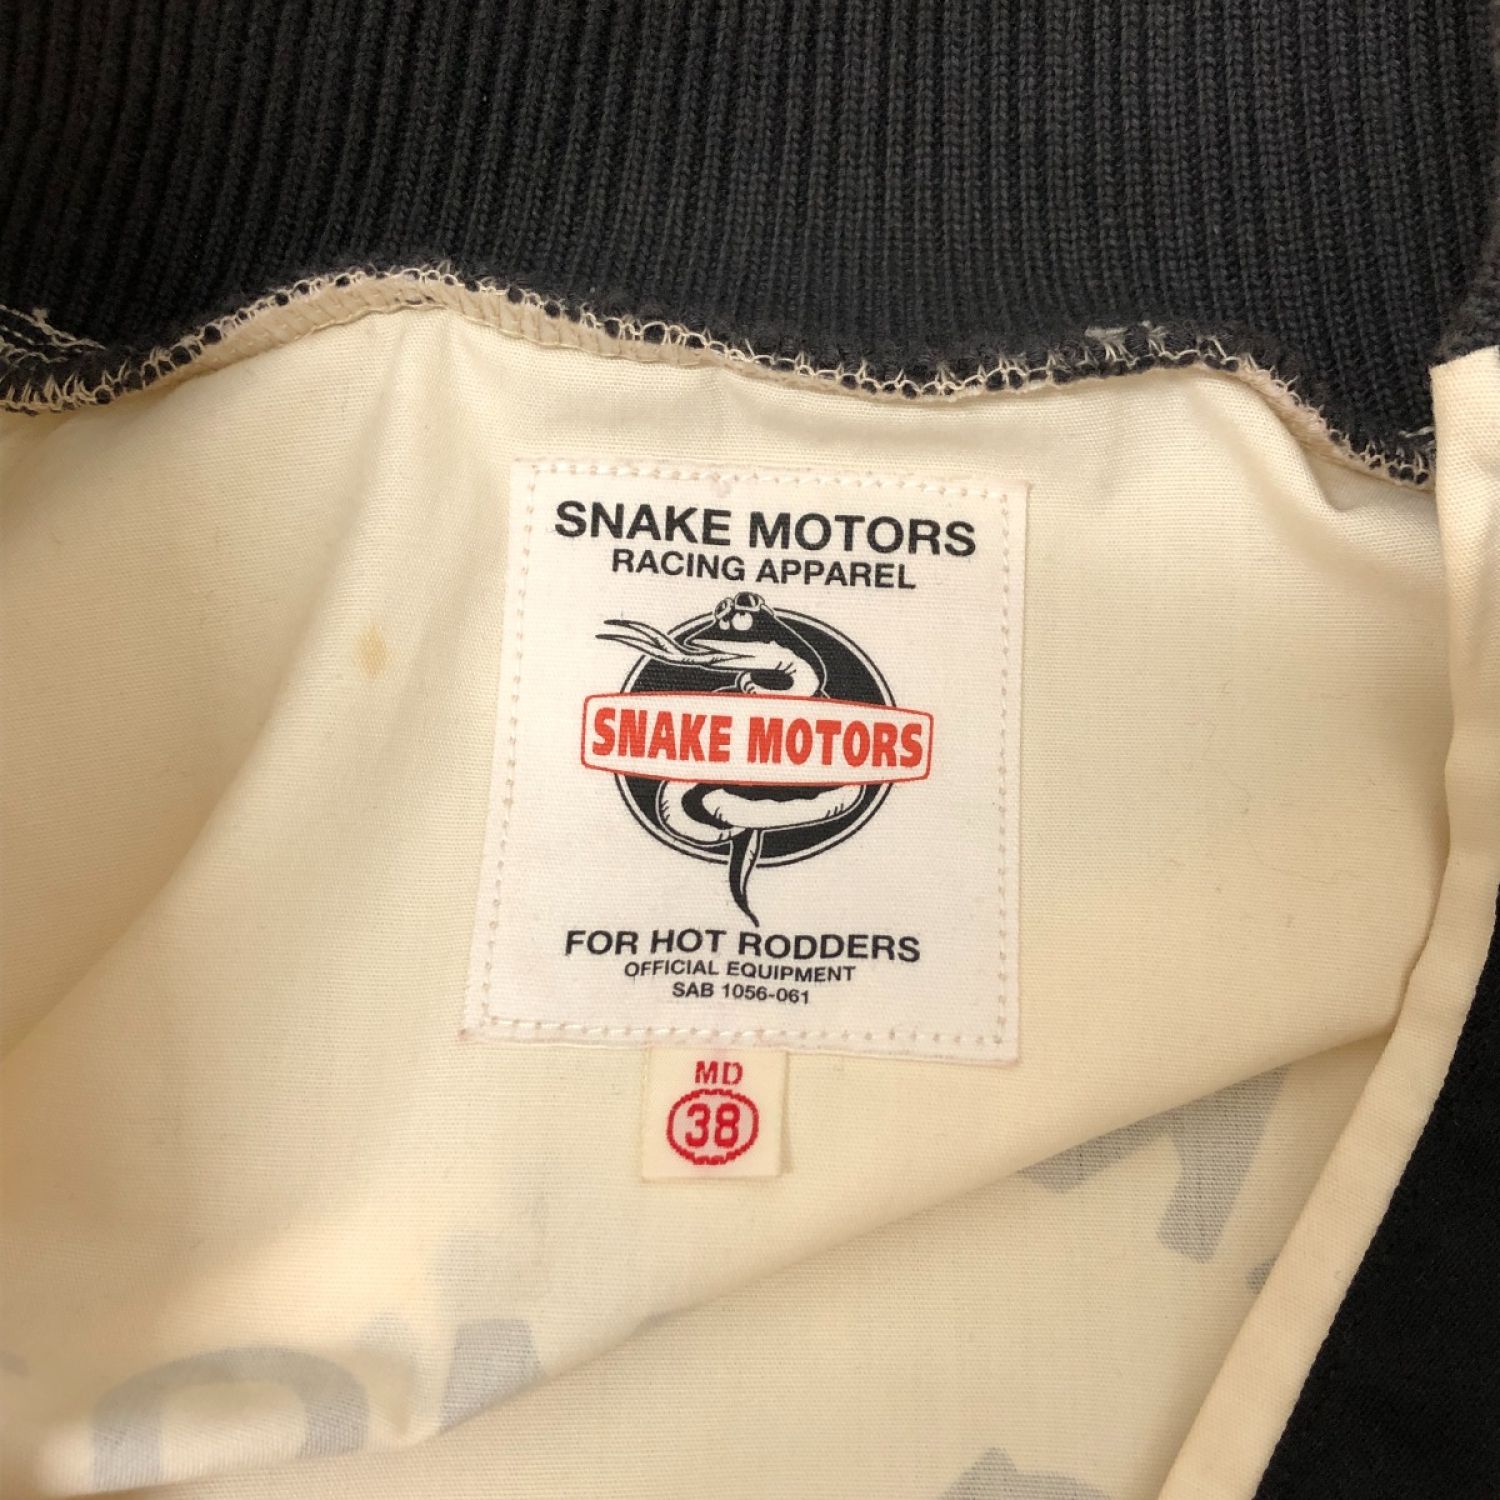 SNAKE MOTORS
RACING APPAREL
SNAKE MOTORS
FOR HOT RODDERS
OFFICIAL EQUIPMENT
SAB 1056-061
MD
38